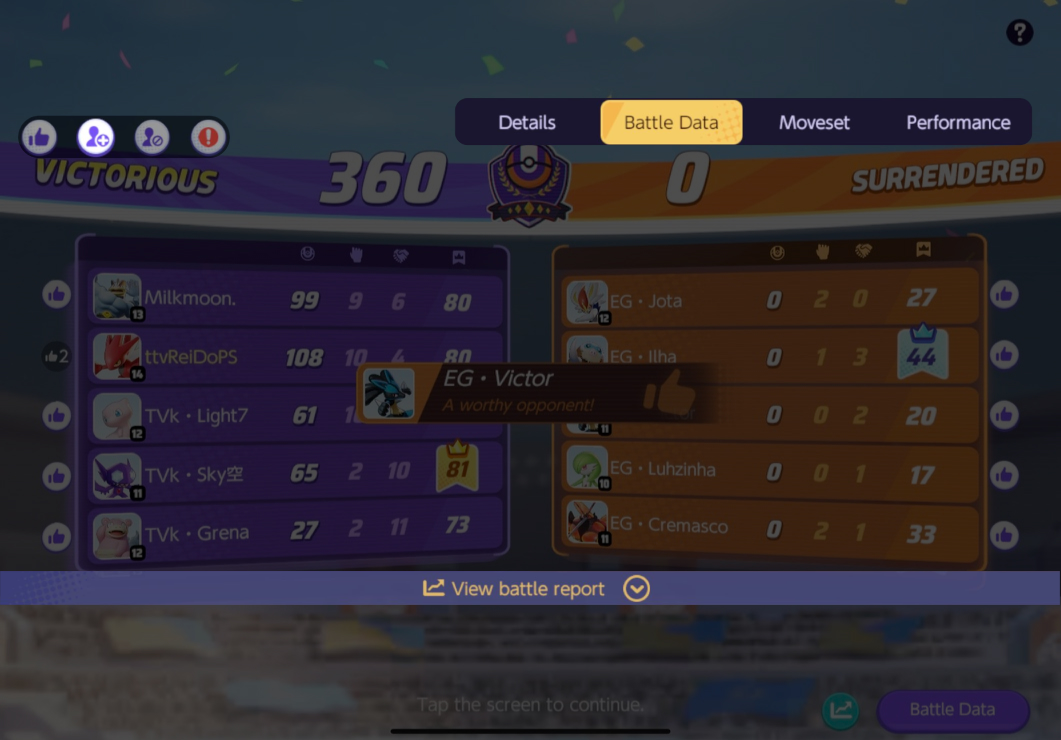 ?
Details Battle Data Moveset Performance
VICTORIOUS 360 0 SURRENDERED
Milkmoon. 99 9 6 80
13
EG・Jota 0 2 0 27
12
2 ttvReiDoPS 108 10 4 80
14
EG・Ilha 0 1 3 44
EG・Victor
A worthy opponent!
TVk・Light7 61
12
0 0 2 20
11
TVk・Sky空 65 2 10 81
11
EG・Luhzinha 0 0 1 17
10
TVk・Grena 27 2 11 73
12
EG・Cremasco 0 2 1 33
11
View battle report
Tap the screen to continue.
Battle Data